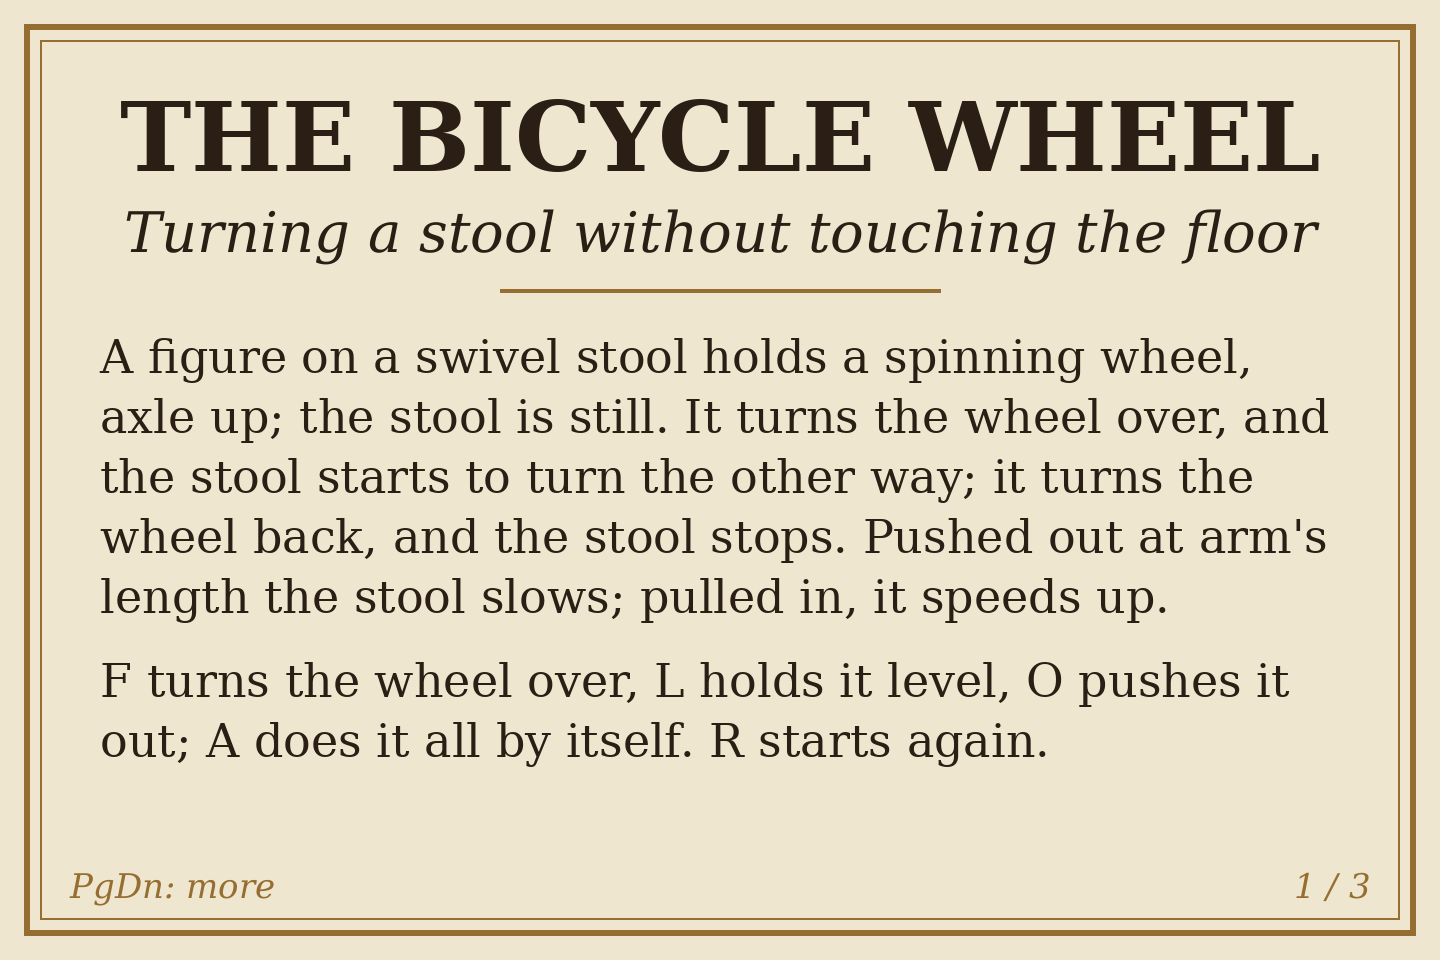 THE BICYCLE WHEEL
Turning a stool without touching the floor
A figure on a swivel stool holds a spinning wheel,
axle up; the stool is still. It turns the wheel over, and
the stool starts to turn the other way; it turns the
wheel back, and the stool stops. Pushed out at arm's
length the stool slows; pulled in, it speeds up.
F turns the wheel over, L holds it level, O pushes it
out; A does it all by itself. R starts again.
PgDn: more
1 / 3